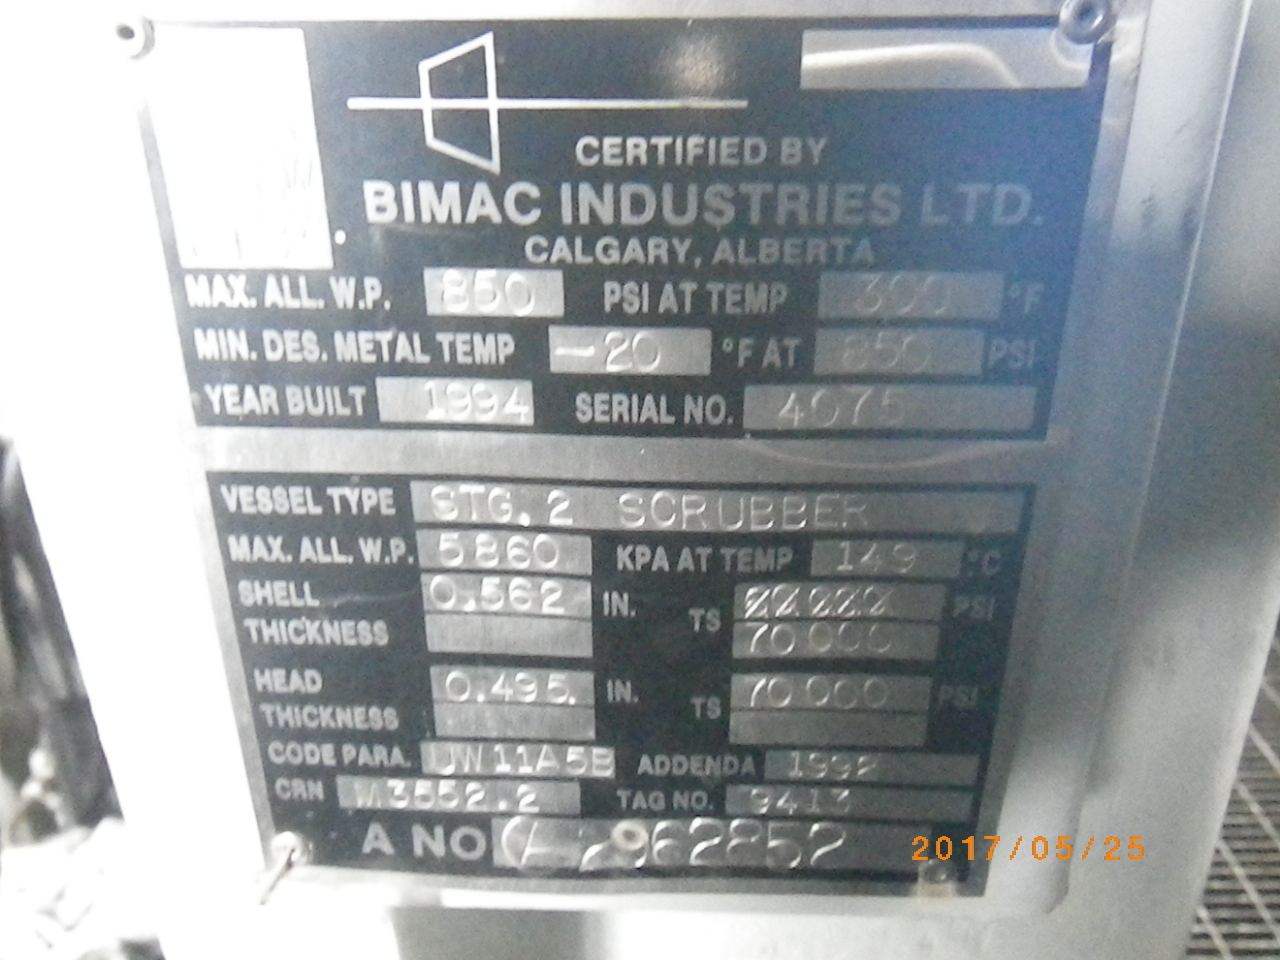 CERTIFIED BY
BIMAC INDUSTRIES LTD.
CALGARY, ALBERTA
MAX. ALL. W.P. 850 PSI AT TEMP 300 °F
MIN. DES. METAL TEMP -20 °F AT 850 PSI
YEAR BUILT 1994 SERIAL NO. 4075
VESSEL TYPE STG. 2 SCRUBBER
MAX. ALL. W.P. 5860 KPA AT TEMP 149 °C
SHELL THICKNESS 0.562 IN. TS PSI
70 000
HEAD THICKNESS 0.495. IN. TS 70 000 PSI
CODE PARA. UW11A5B ADDENDA 1992
CRN M3552.2 TAG NO. 9413
A NO 62852
2017/05/25